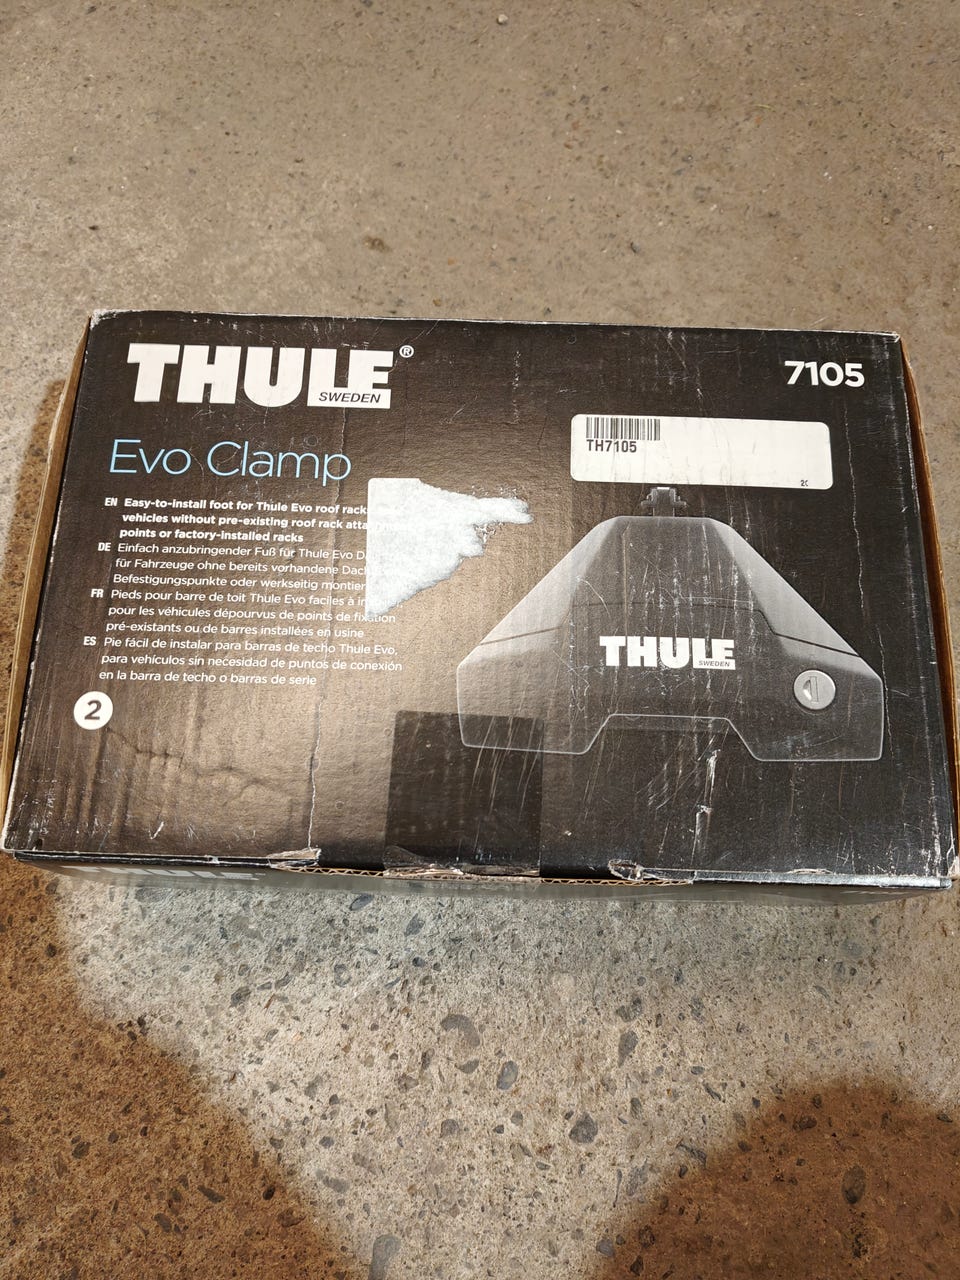 THULE®
SWEDEN
7105
Evo Clamp
TH7105
EN Easy-to-install foot for Thule Evo roof rack
vehicles without pre-existing roof rack
points or factory-installed racks
DE Einfach anzubringender Fuß für Thule Evo
für Fahrzeuge ohne bereits vorhandene
Befestigungspunkte oder werkseitig
FR Pieds pour barre de toit Thule Evo faciles à
pour les véhicules dépourvus de points de fixation
pré-existants ou de barres installées en usine
ES Pie fácil de instalar para barras de techo Thule Evo,
para vehículos sin necesidad de puntos de conexión
en la barra de techo o barras de serie
2
THULE
SWEDEN
THULE